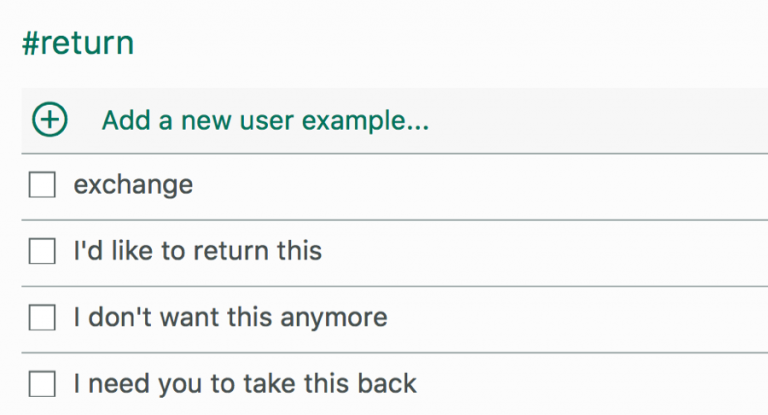 #return
Add a new user example...
exchange
I'd like to return this
I don't want this anymore
I need you to take this back